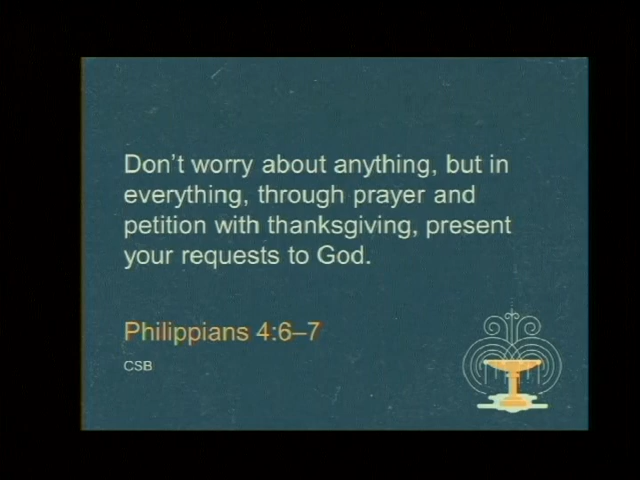 Don't worry about anything, but in
everything, through prayer and
petition with thanksgiving, present
your requests to God.
Philippians 4:6–7
CSB